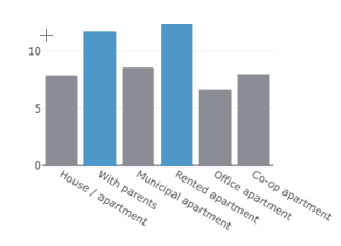 10
5
0
House / apartment
With parents
Municipal apartment
Rented apartment
Office apartment
Co-op apartment